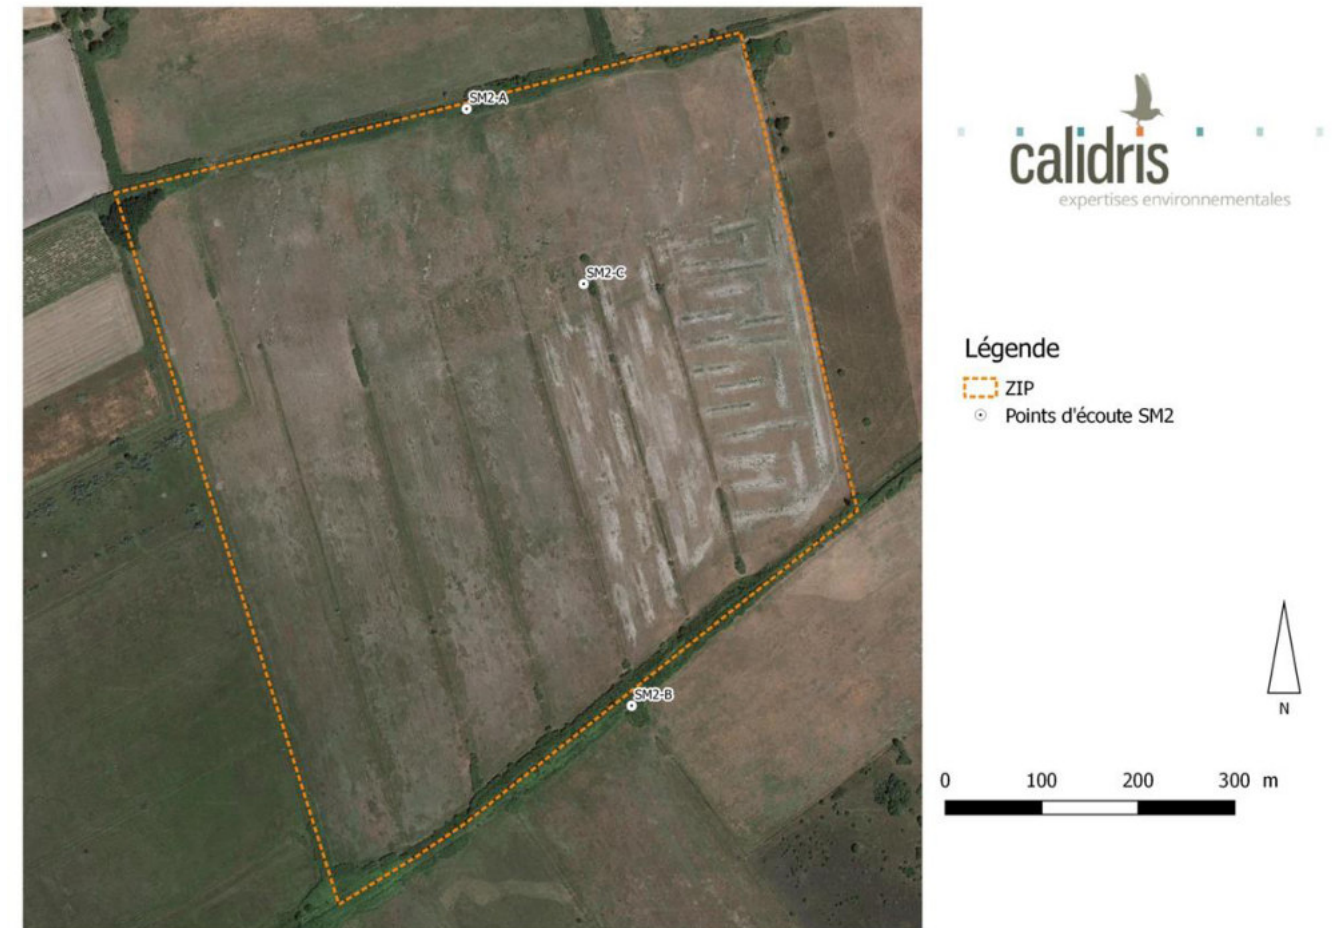 SM2-A
SM2-C
SM2-B
calidris
expertises environnementales
Légende
ZIP
Points d'écoute SM2
N
0 100 200 300 m